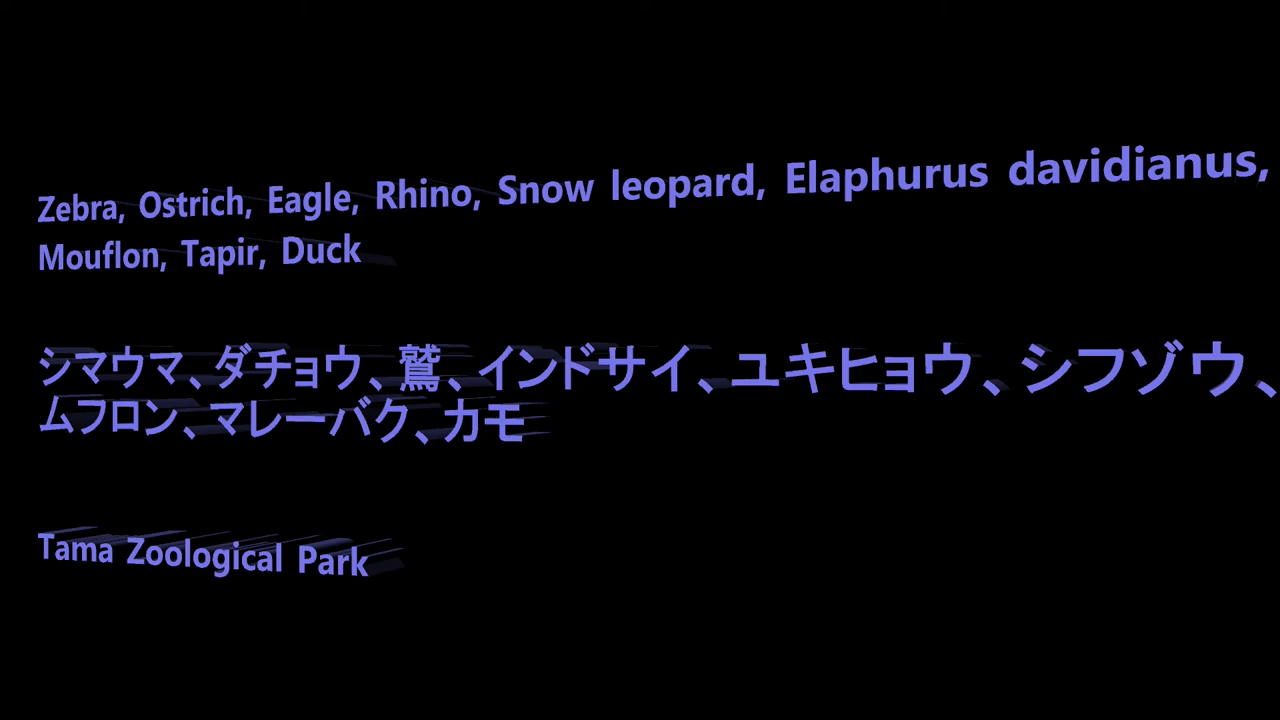 Zebra, Ostrich, Eagle, Rhino, Snow leopard, Elaphurus davidianus,
Mouflon, Tapir, Duck
シマウマ、ダチョウ、鷲、インドサイ、ユキヒョウ、シフゾウ、
ムフロン、マレーバク、カモ
Tama Zoological Park